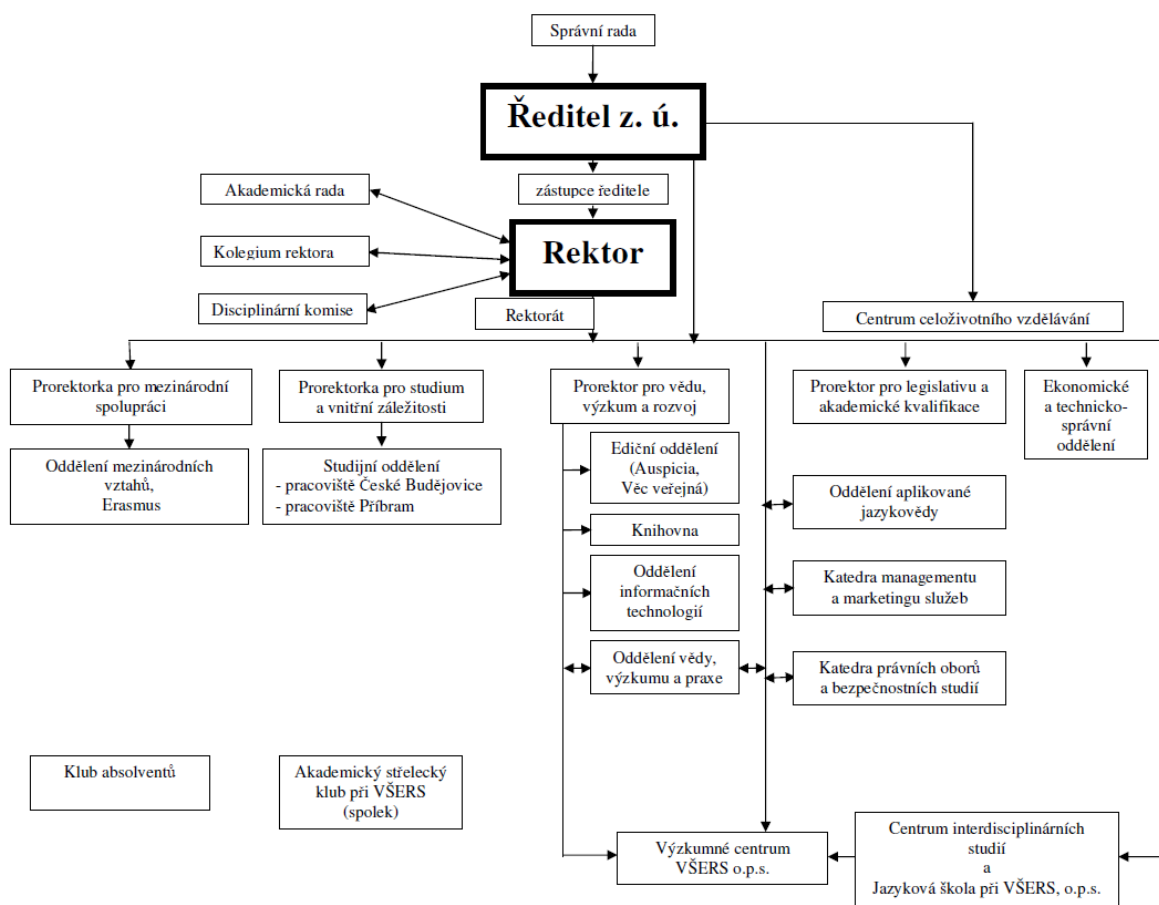 Správní rada
Ředitel z. ú.
Akademická rada
zástupce ředitele
Kolegium rektora
Rektor
Disciplinární komise
Rektorát
Centrum celoživotního vzdělávání
Prorektorka pro mezinárodní
spolupráci
Prorektorka pro studium
a vnitřní záležitosti
Prorektor pro vědu,
výzkum a rozvoj
Prorektor pro legislativu a
akademické kvalifikace
Ekonomické
a technicko-
správní
oddělení
Oddělení mezinárodních
vztahů,
Erasmus
Studijní oddělení
- pracoviště České Budějovice
- pracoviště Příbram
Ediční oddělení
(Auspicia,
Věc veřejná)
Oddělení aplikované
jazykovědy
Knihovna
Oddělení
informačních
technologií
Katedra managementu
a marketingu služeb
Oddělení vědy,
výzkumu a praxe
Katedra právních oborů
a bezpečnostních studií
Klub absolventů
Akademický střelecký
klub při VŠERS
(spolek)
Výzkumné centrum
VŠERS o.p.s.
Centrum interdisciplinárních
studií
a
Jazyková škola při VŠERS, o.p.s.